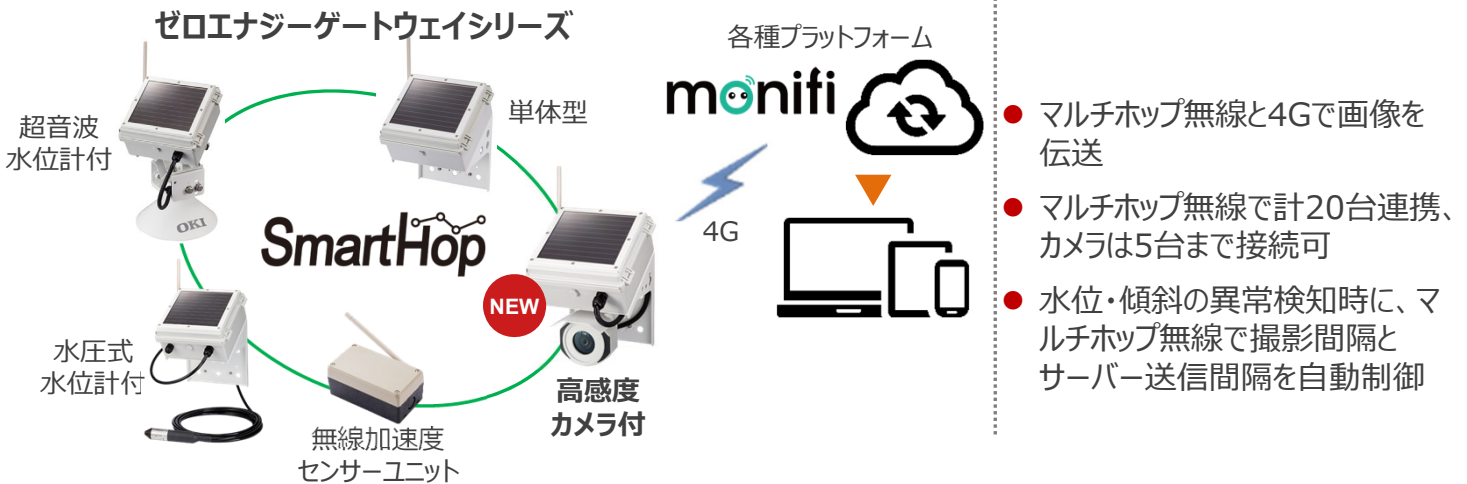 ゼロエナジーゲートウェイシリーズ
超音波
水位計付
OKI
単体型
SmartHop
NEW
高感度
カメラ付
水圧式
水位計付
無線加速度
センサーユニット
各種プラットフォーム
monifi
4G
● マルチホップ無線と4Gで画像を
伝送
● マルチホップ無線で計20台連携、
カメラは5台まで接続可
● 水位・傾斜の異常検知時に、マ
ルチホップ無線で撮影間隔と
サーバー送信間隔を自動制御